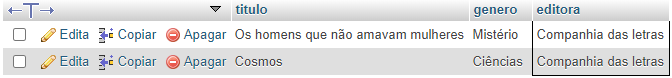 titulo genero editora
Edita Copiar Apagar Os homens que não amavam mulheres Mistério Companhia das letras
Edita Copiar Apagar Cosmos Ciências Companhia das letras